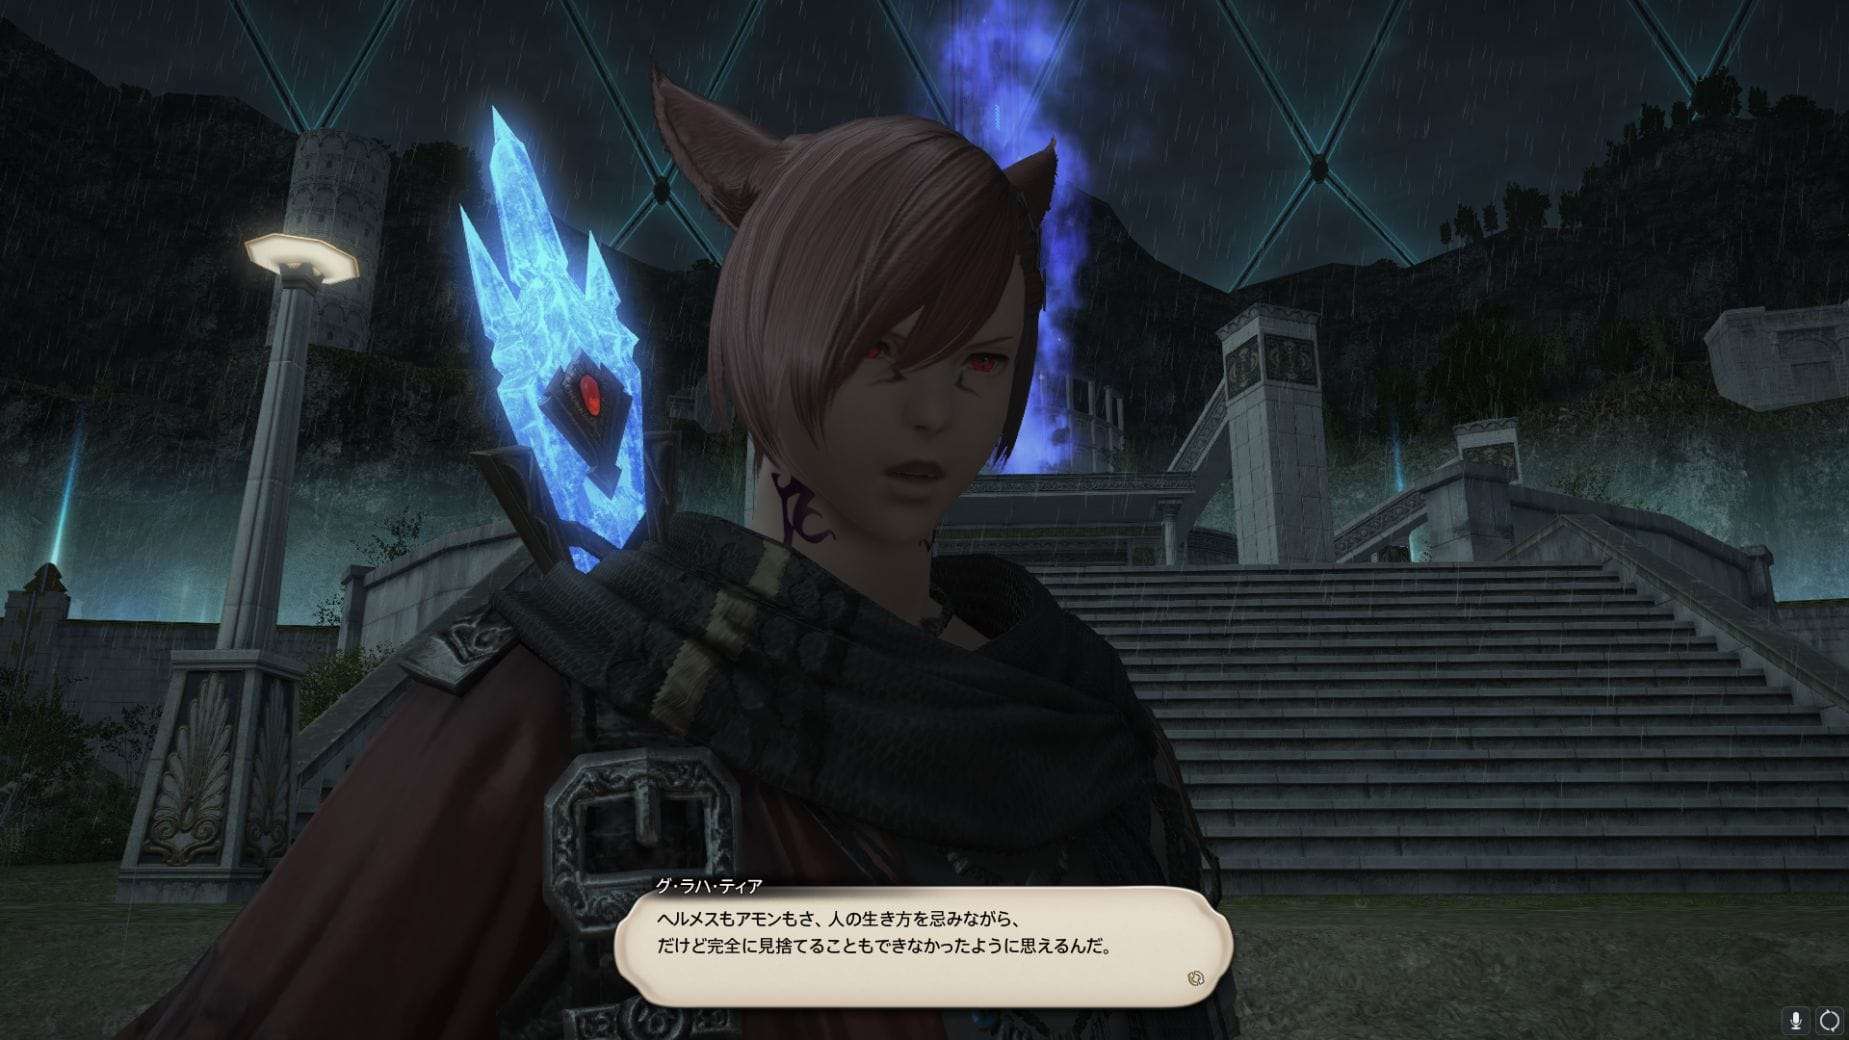 グ・ラハ・ティア
ヘルメスもアモンもさ、人の生き方を忌みながら、
だけど完全に見捨てることもできなかったように思えるんだ。